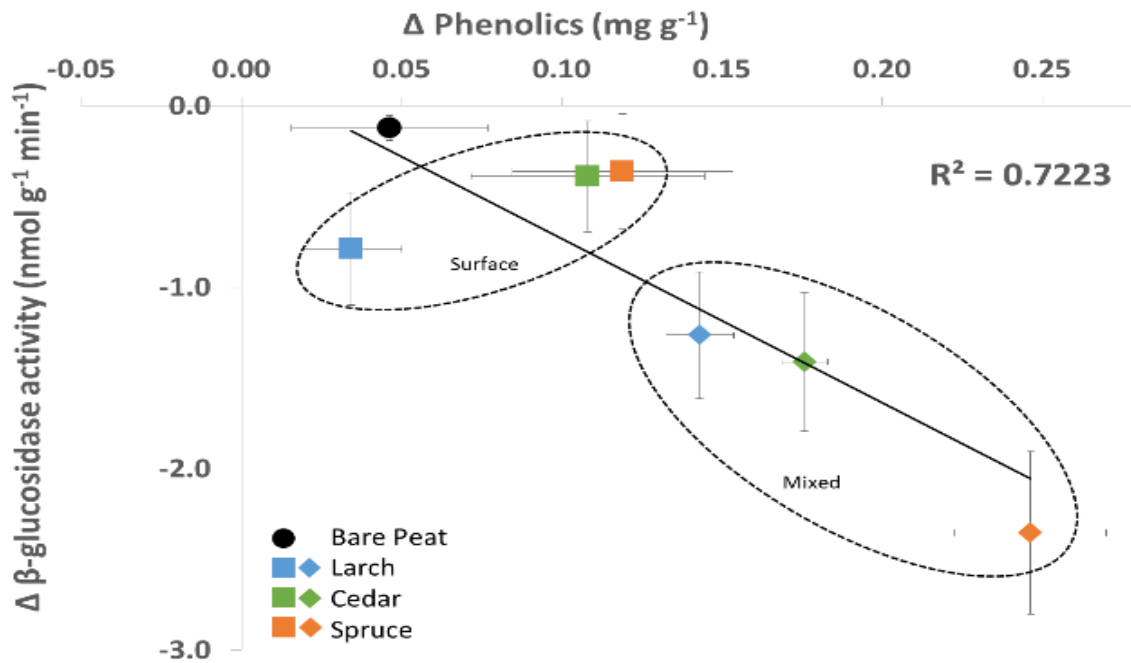 Δ Phenolics (mg g⁻¹)
-0.05 0.00 0.05 0.10 0.15 0.20 0.25
0.0
-1.0
-2.0
-3.0
Δ β-glucosidase activity (nmol g⁻¹ min⁻¹)
R² = 0.7223
Surface
Mixed
Bare Peat
Larch
Cedar
Spruce